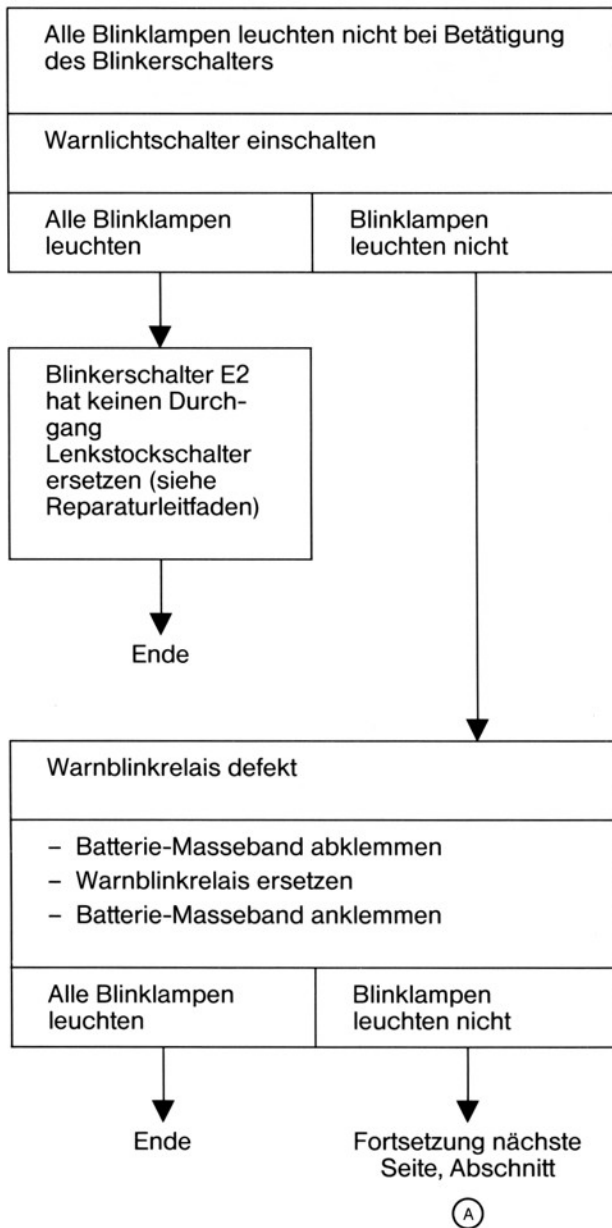 Alle Blinklampen leuchten nicht bei Betätigung
des Blinkerschalters
Warnlichtschalter einschalten
Alle Blinklampen
leuchten
Blinklampen
leuchten nicht
Blinkerschalter E2
hat keinen Durch-
gang
Lenkstockschalter
ersetzen (siehe
Reparaturleitfaden)
Ende
Warnblinkrelais defekt
– Batterie-Masseband abklemmen
– Warnblinkrelais ersetzen
– Batterie-Masseband anklemmen
Alle Blinklampen
leuchten
Blinklampen
leuchten nicht
Ende
Fortsetzung nächste
Seite, Abschnitt
A